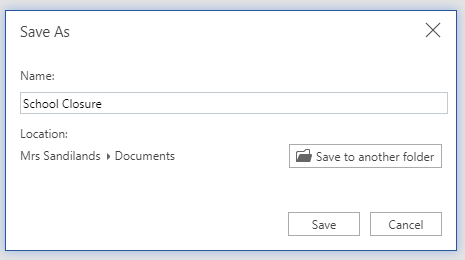 Save As
Name:
School Closure
Location:
Mrs Sandilands Documents
Save to another folder
Save Cancel